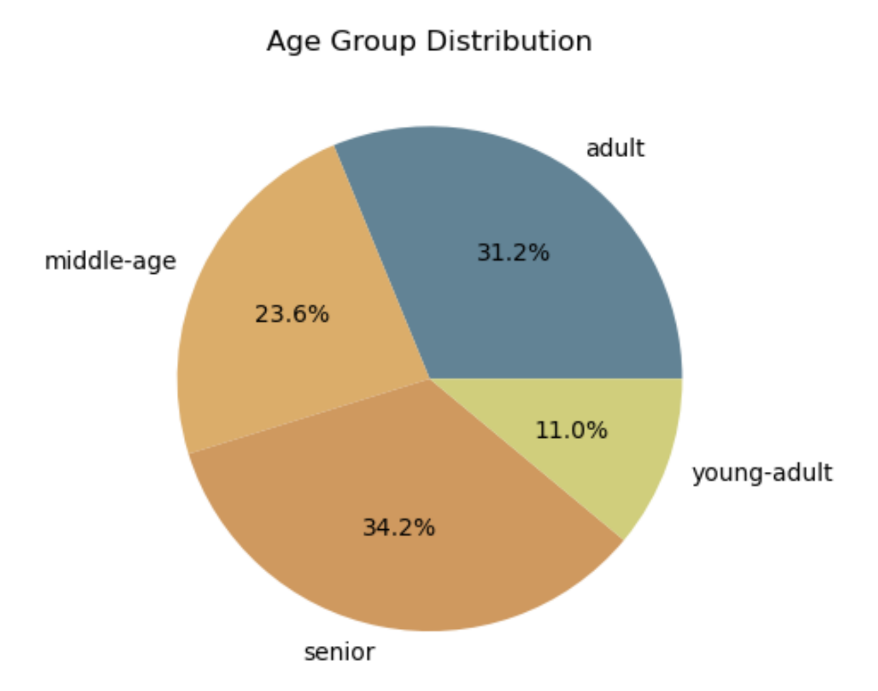 Age Group Distribution
adult
31.2%
middle-age
23.6%
11.0%
young-adult
34.2%
senior